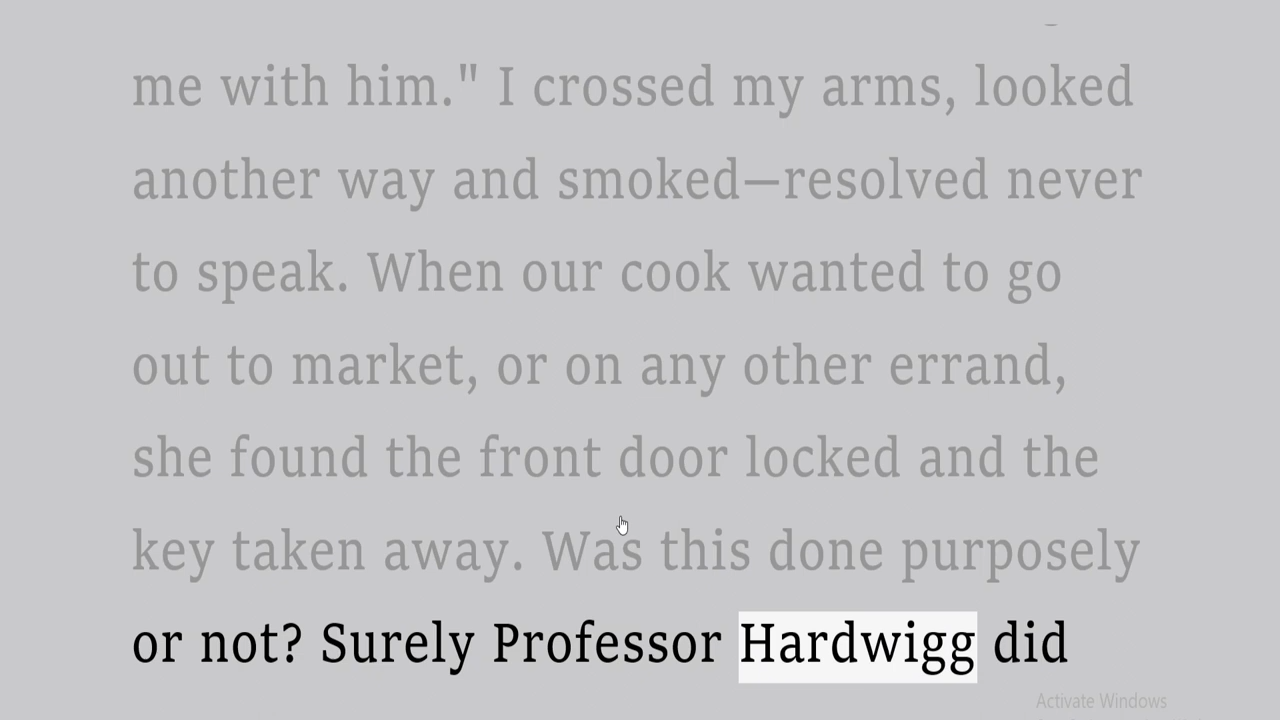 me with him." I crossed my arms, looked
another way and smoked—resolved never
to speak. When our cook wanted to go
out to market, or on any other errand,
she found the front door locked and the
key taken away. Was this done purposely
or not? Surely Professor Hardwigg did
Activate Windows